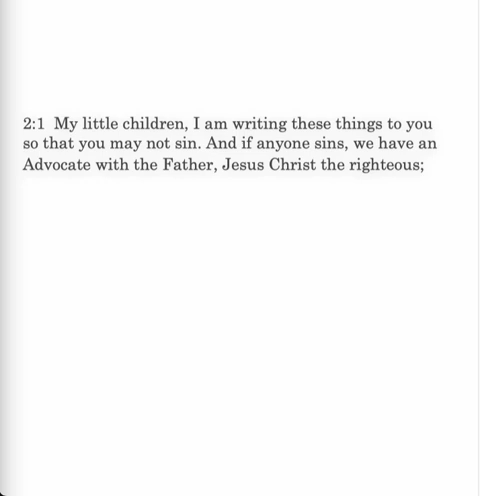 2:1 My little children, I am writing these things to you
so that you may not sin. And if anyone sins, we have an
Advocate with the Father, Jesus Christ the righteous;